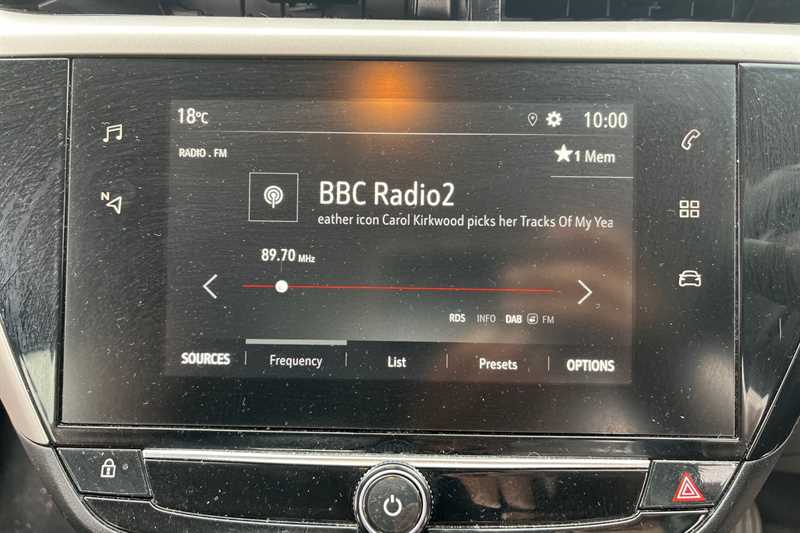 18°C
10:00
RADIO . FM
1 Mem
N
BBC Radio2
eather icon Carol Kirkwood picks her Tracks Of My Yea
89.70 MHz
RDS INFO DAB FM
SOURCES Frequency List Presets OPTIONS